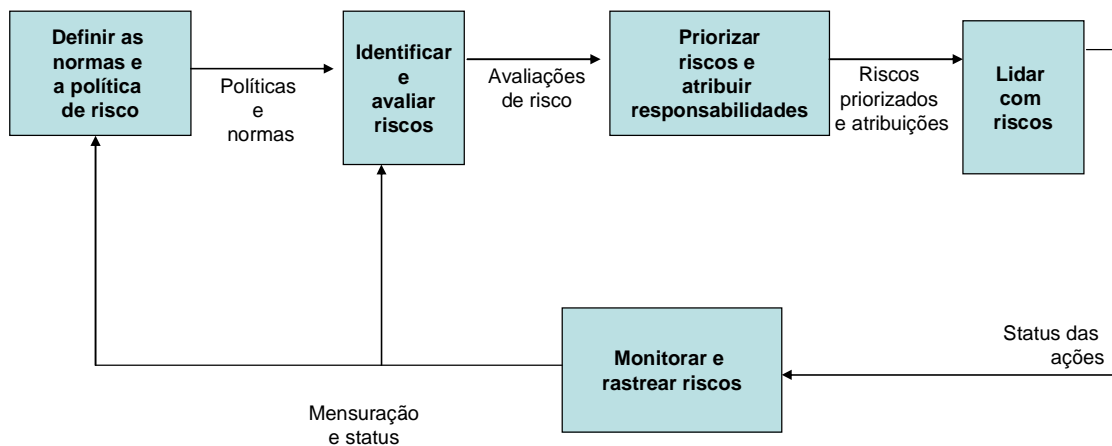 Definir as
normas e
a política
de risco
Políticas
e
normas
Identificar
e
avaliar
riscos
Avaliações
de risco
Priorizar
riscos e
atribuir
responsabilidades
Riscos
priorizados
e atribuições
Lidar
com
riscos
Status das
ações
Monitorar e
rastrear riscos
Mensuração
e status